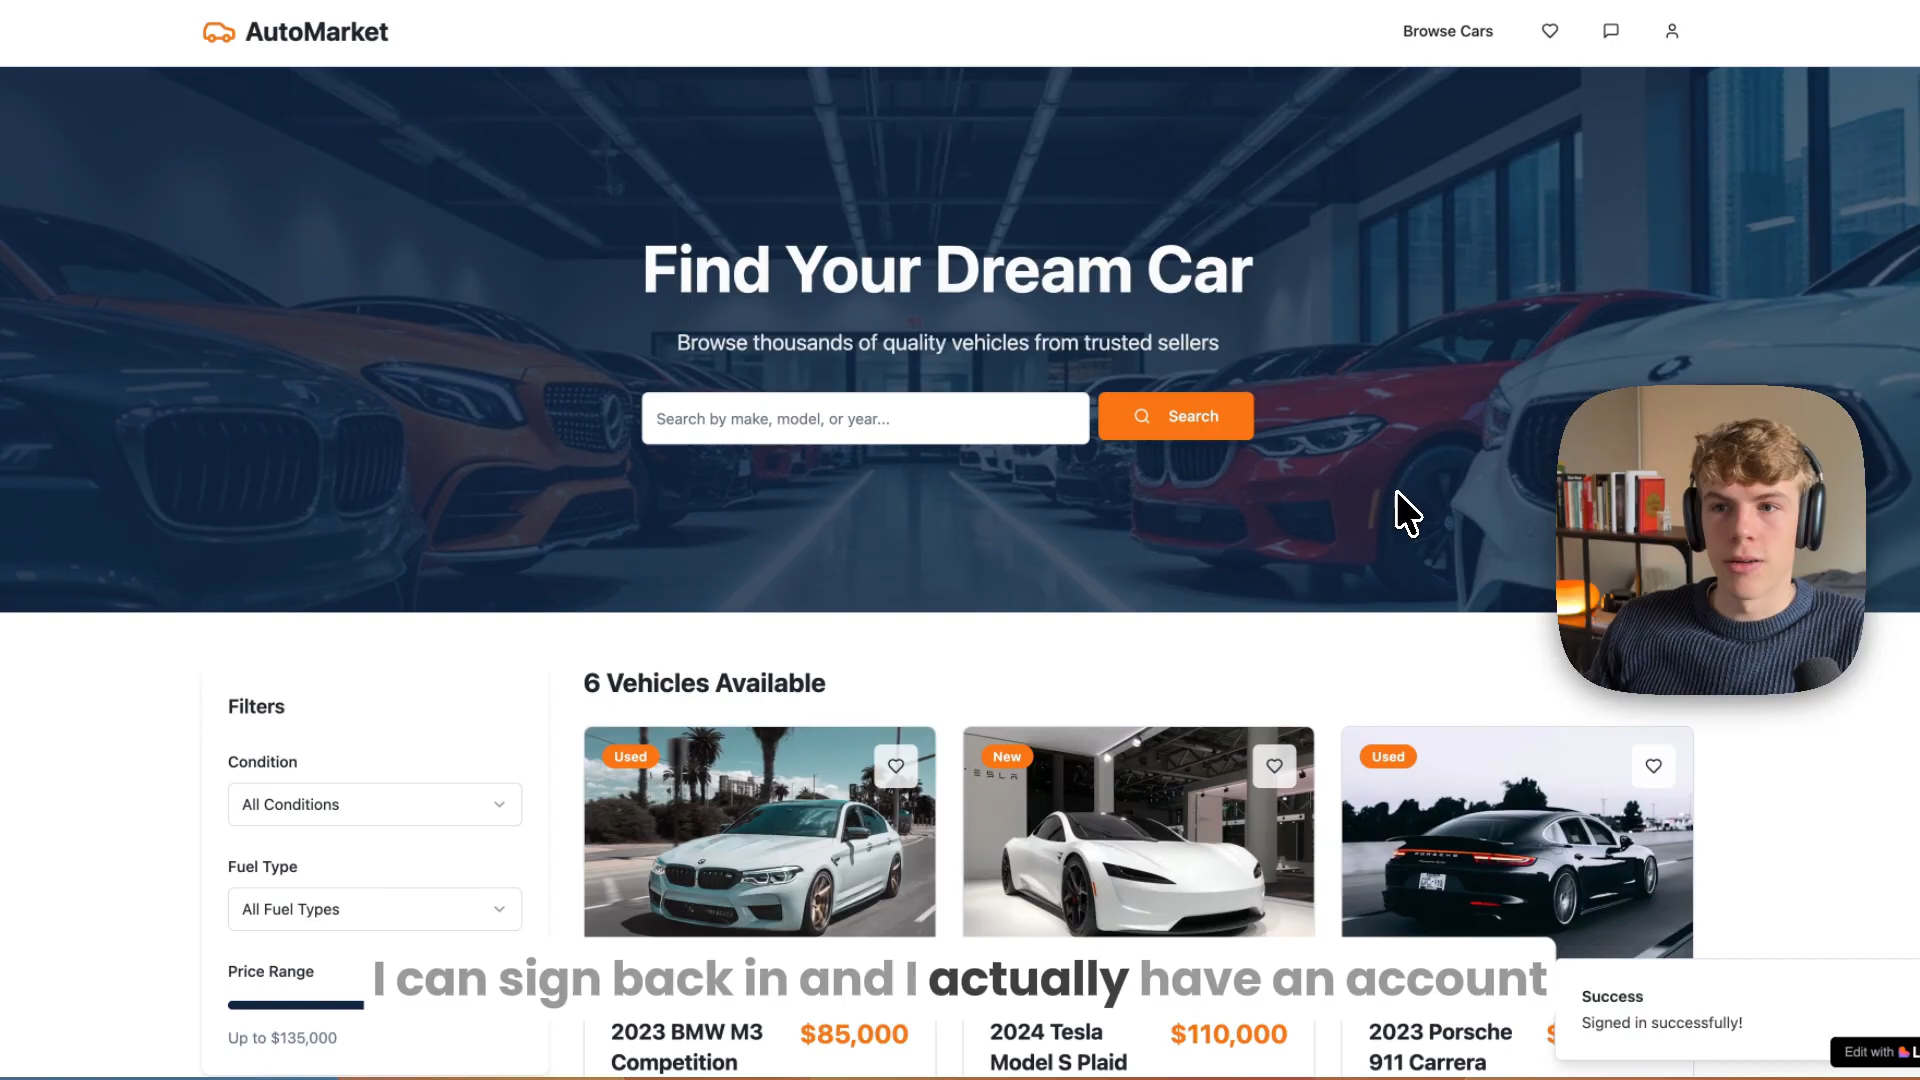 AutoMarket
Browse Cars
Find Your Dream Car
Browse thousands of quality vehicles from trusted sellers
Search by make, model, or year...
Search
Filters
Condition
All Conditions
Fuel Type
All Fuel Types
Price Range
Up to $135,000
6 Vehicles Available
Used
New
Used
PORSCHE
I can sign back in and I actually have an account
2023 BMW M3
Competition
$85,000
2024 Tesla
Model S Plaid
$110,000
2023 Porsche
911 Carrera
Success
Signed in successfully!
Edit with